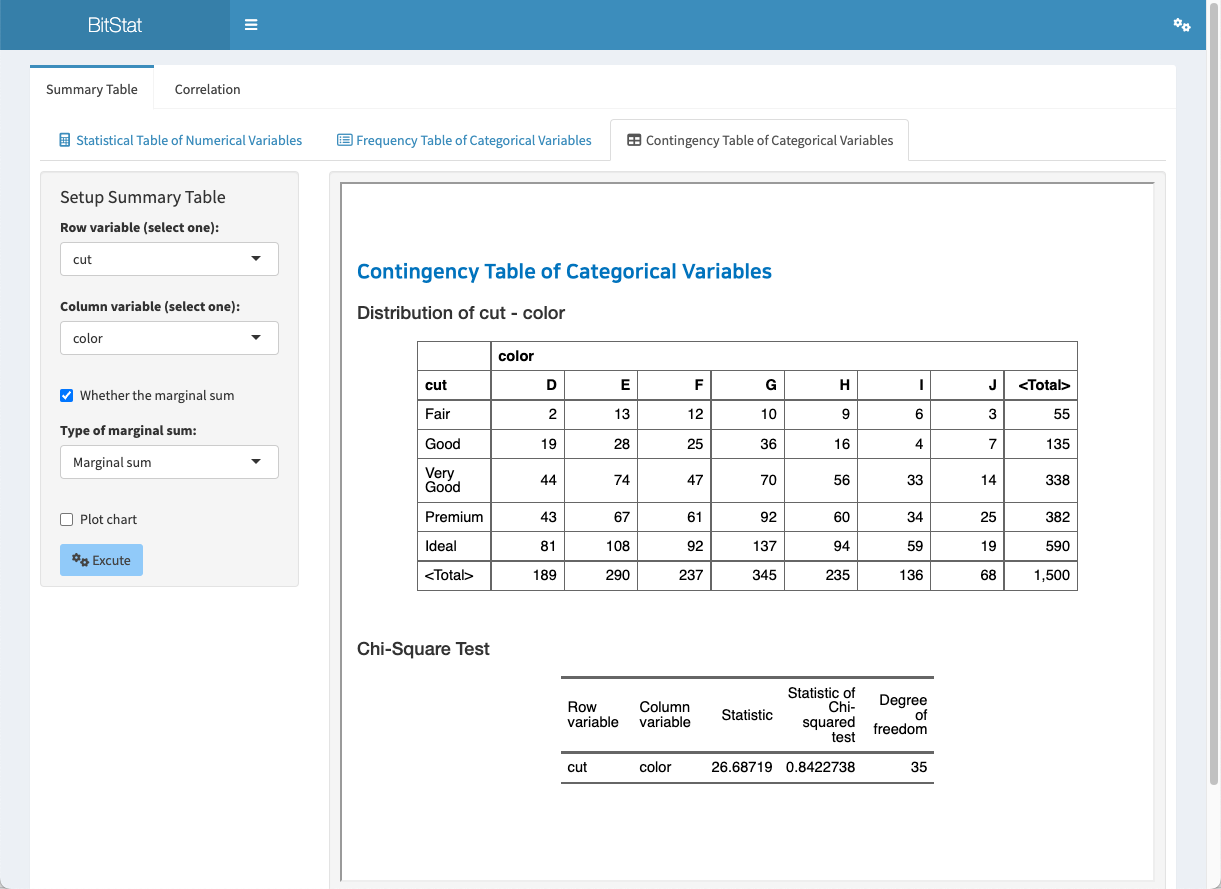 BitStat
Summary Table
Correlation
Statistical Table of Numerical Variables
Frequency Table of Categorical Variables
Contingency Table of Categorical Variables
Setup Summary Table
Row variable (select one):
cut
Column variable (select one):
color
Whether the marginal sum
Type of marginal sum:
Marginal sum
Plot chart
Excute
Contingency Table of Categorical Variables
Distribution of cut - color
color
cut D E F G H I J <Total>
Fair 2 13 12 10 9 6 3 55
Good 19 28 25 36 16 4 7 135
Very
Good 44 74 47 70 56 33 14 338
Premium 43 67 61 92 60 34 25 382
Ideal 81 108 92 137 94 59 19 590
<Total> 189 290 237 345 235 136 68 1,500
Chi-Square Test
Row
variable
Column
variable
Statistic
Statistic of
Chi-
squared
test
Degree
of
freedom
cut color 26.68719 0.8422738 35